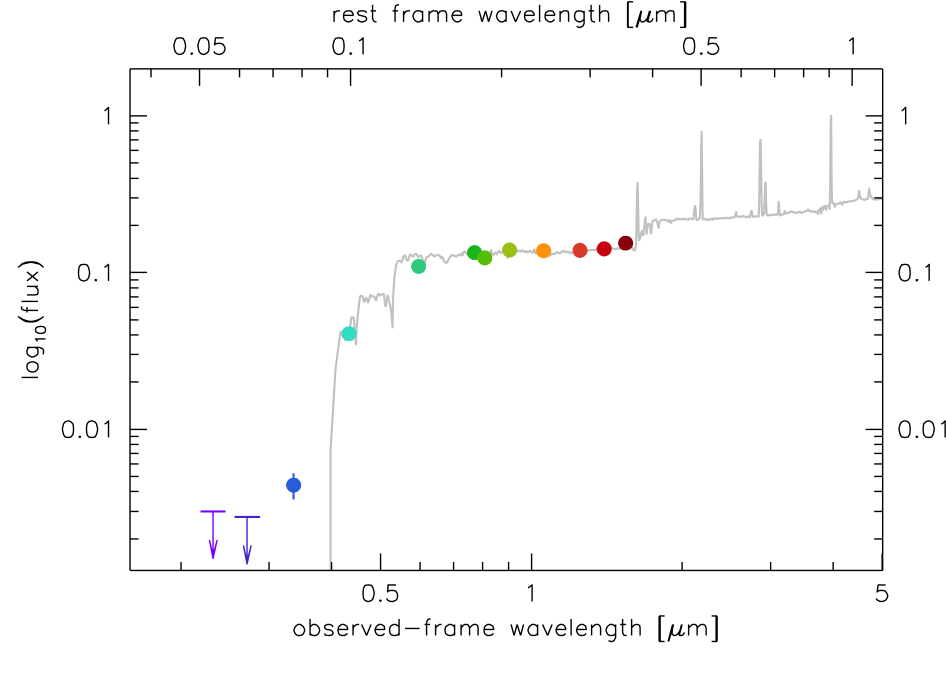 rest frame wavelength [μm]
0.05 0.1 0.5 1
1 1
0.1 0.1
log₁₀(flux)
0.01 0.01
0.5 1 5
observed-frame wavelength [μm]